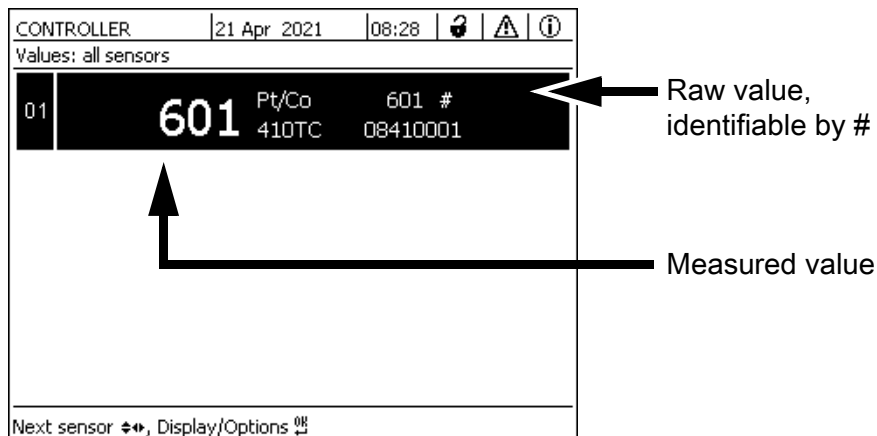 CONTROLLER 21 Apr 2021 08:28
Values: all sensors
01 601 Pt/Co 601 #
410TC 08410001
Raw value,
identifiable by #
Measured value
Next sensor , Display/Options OK